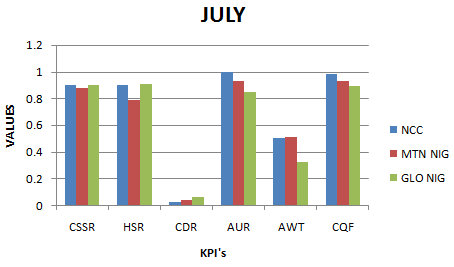 JULY
1.2
1
0.8
0.6
0.4
0.2
0
VALUES
CSSR HSR CDR AUR AWT CQF
KPI's
NCC
MTN NIG
GLO NIG